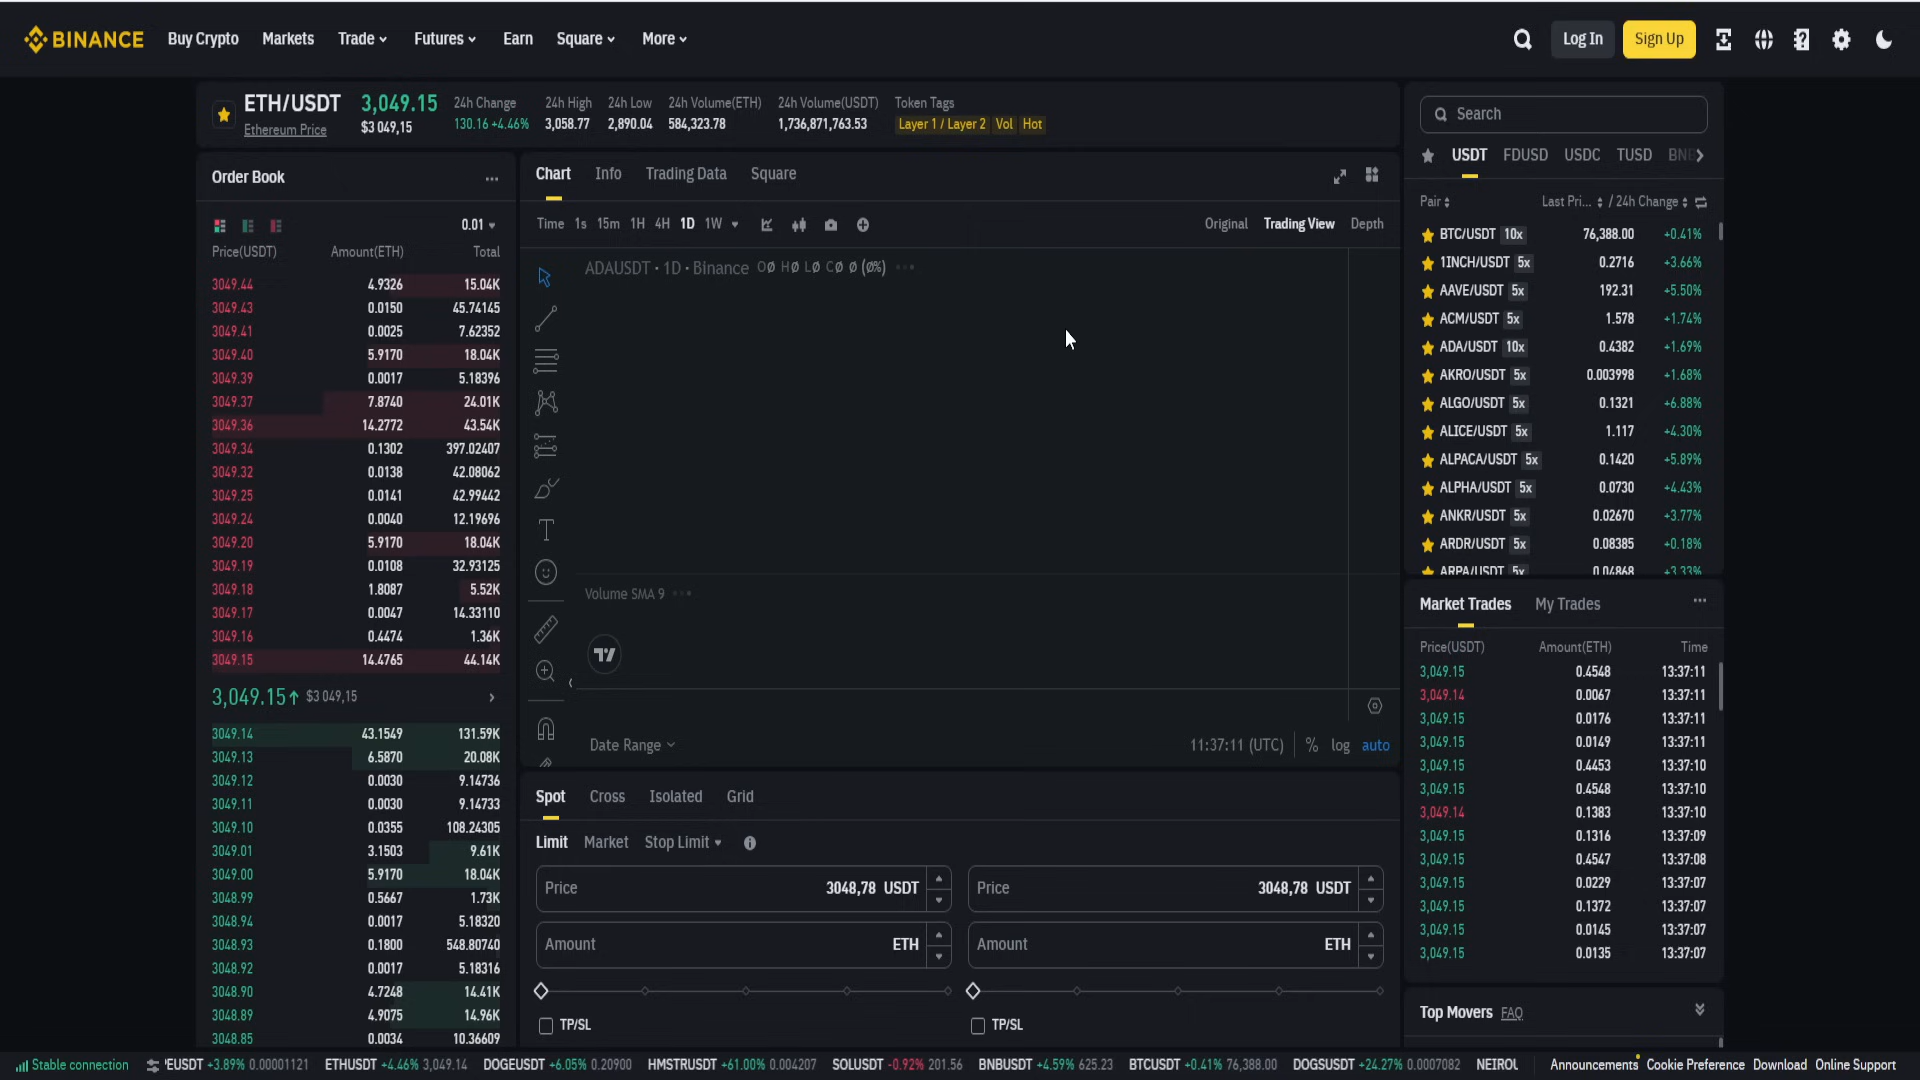 BINANCE Buy Crypto Markets Trade Futures Earn Square More Log In Sign Up
ETH/USDT 3,049.15 24h Change 24h High 24h Low 24h Volume(ETH) 24h Volume(USDT) Token Tags
Ethereum Price $3 049,15 130.16 +4.46% 3,058.77 2,890.04 584,323.78 1,736,871,763.53 Layer 1 / Layer 2 Vol Hot
Order Book
0.01
Price(USDT) Amount(ETH) Total
3049.44 4.9326 15.04K
3049.43 0.0150 45.74145
3049.41 0.0025 7.62352
3049.40 5.9170 18.04K
3049.39 0.0017 5.18396
3049.37 7.8740 24.01K
3049.36 14.2772 43.54K
3049.34 0.1302 397.02407
3049.32 0.0138 42.08062
3049.25 0.0141 42.99442
3049.24 0.0040 12.19696
3049.20 5.9170 18.04K
3049.19 0.0108 32.93125
3049.18 1.8087 5.52K
3049.17 0.0047 14.33110
3049.16 0.4474 1.36K
3049.15 14.4765 44.14K
3,049.15↑ $3 049,15
3049.14 43.1549 131.59K
3049.13 6.5870 20.08K
3049.12 0.0030 9.14736
3049.11 0.0030 9.14733
3049.10 0.0355 108.24305
3049.01 3.1503 9.61K
3049.00 5.9170 18.04K
3048.99 0.5667 1.73K
3048.94 0.0017 5.18320
3048.93 0.1800 548.80740
3048.92 0.0017 5.18316
3048.90 4.7248 14.41K
3048.89 4.9075 14.96K
3048.85 0.0034 10.36609
Chart Info Trading Data Square
Time 1s 15m 1H 4H 1D 1W Original Trading View Depth
ADAUSDT · 1D · Binance OØ HØ LØ CØ Ø (Ø%)
Volume SMA 9
Date Range 11:37:11 (UTC) % log auto
Spot Cross Isolated Grid
Limit Market Stop Limit
Price 3048,78 USDT Price 3048,78 USDT
Amount ETH Amount ETH
TP/SL TP/SL
Search
USDT FDUSD USDC TUSD BNB
Pair Last Pri... / 24h Change
BTC/USDT 10x 76,388.00 +0.41%
1INCH/USDT 5x 0.2716 +3.66%
AAVE/USDT 5x 192.31 +5.50%
ACM/USDT 5x 1.578 +1.74%
ADA/USDT 10x 0.4382 +1.69%
AKRO/USDT 5x 0.003998 +1.68%
ALGO/USDT 5x 0.1321 +6.88%
ALICE/USDT 5x 1.117 +4.30%
ALPACA/USDT 5x 0.1420 +5.89%
ALPHA/USDT 5x 0.0730 +4.43%
ANKR/USDT 5x 0.02670 +3.77%
ARDR/USDT 5x 0.08385 +0.18%
ARPA/USDT 5x 0.04868 +3.33%
Market Trades My Trades
Price(USDT) Amount(ETH) Time
3,049.15 0.4548 13:37:11
3,049.14 0.0067 13:37:11
3,049.15 0.0176 13:37:11
3,049.15 0.0149 13:37:11
3,049.15 0.4453 13:37:10
3,049.15 0.4548 13:37:10
3,049.14 0.1383 13:37:10
3,049.15 0.1316 13:37:09
3,049.15 0.4547 13:37:08
3,049.15 0.0229 13:37:07
3,049.15 0.1372 13:37:07
3,049.15 0.0145 13:37:07
3,049.15 0.0135 13:37:07
Top Movers FAQ
Stable connection EUSDT +3.89% 0.00001121 ETHUSDT +4.46% 3,049.14 DOGEUSDT +6.05% 0.20900 HMSTRUSDT +61.00% 0.004207 SOLUSDT -0.92% 201.56 BNBUSDT +4.59% 625.23 BTCUSDT +0.41% 76,388.00 DOGSUSDT +24.27% 0.0007082 NEIROU Announcements Cookie Preference Download Online Support